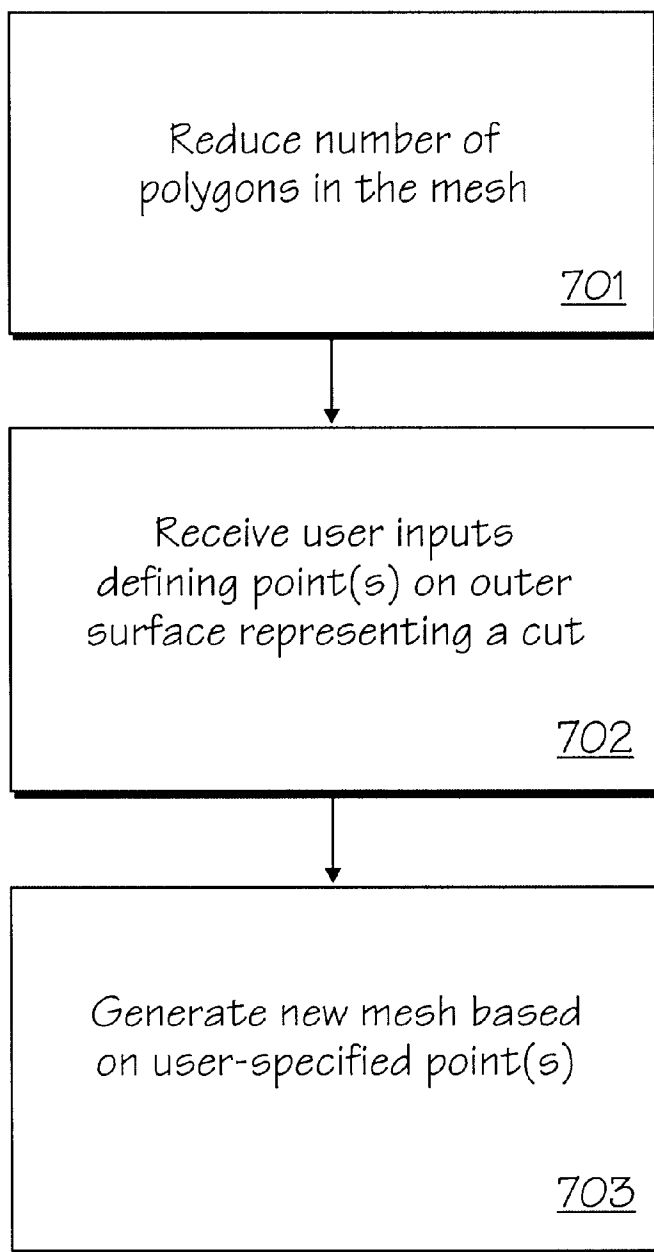 Reduce number of
polygons in the mesh
701
Receive user inputs
defining point(s) on outer
surface representing a cut
702
Generate new mesh based
on user-specified point(s)
703